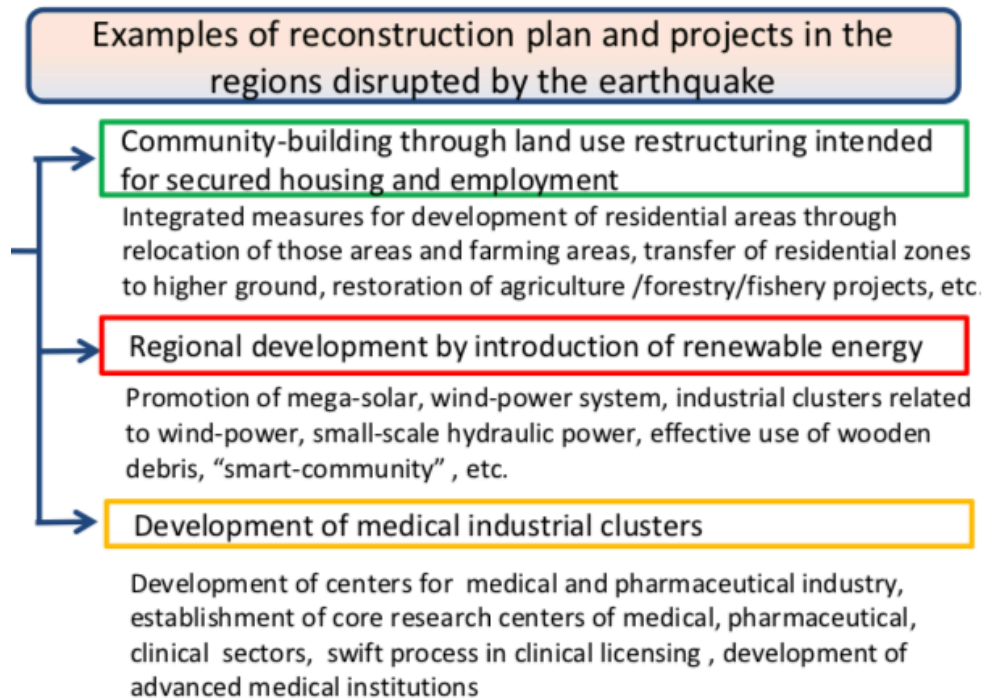 Examples of reconstruction plan and projects in the
regions disrupted by the earthquake
Community-building through land use restructuring intended
for secured housing and employment
Integrated measures for development of residential areas through
relocation of those areas and farming areas, transfer of residential zones
to higher ground, restoration of agriculture /forestry/fishery projects, etc.
Regional development by introduction of renewable energy
Promotion of mega-solar, wind-power system, industrial clusters related
to wind-power, small-scale hydraulic power, effective use of wooden
debris, “smart-community” , etc.
Development of medical industrial clusters
Development of centers for medical and pharmaceutical industry,
establishment of core research centers of medical, pharmaceutical,
clinical sectors, swift process in clinical licensing , development of
advanced medical institutions